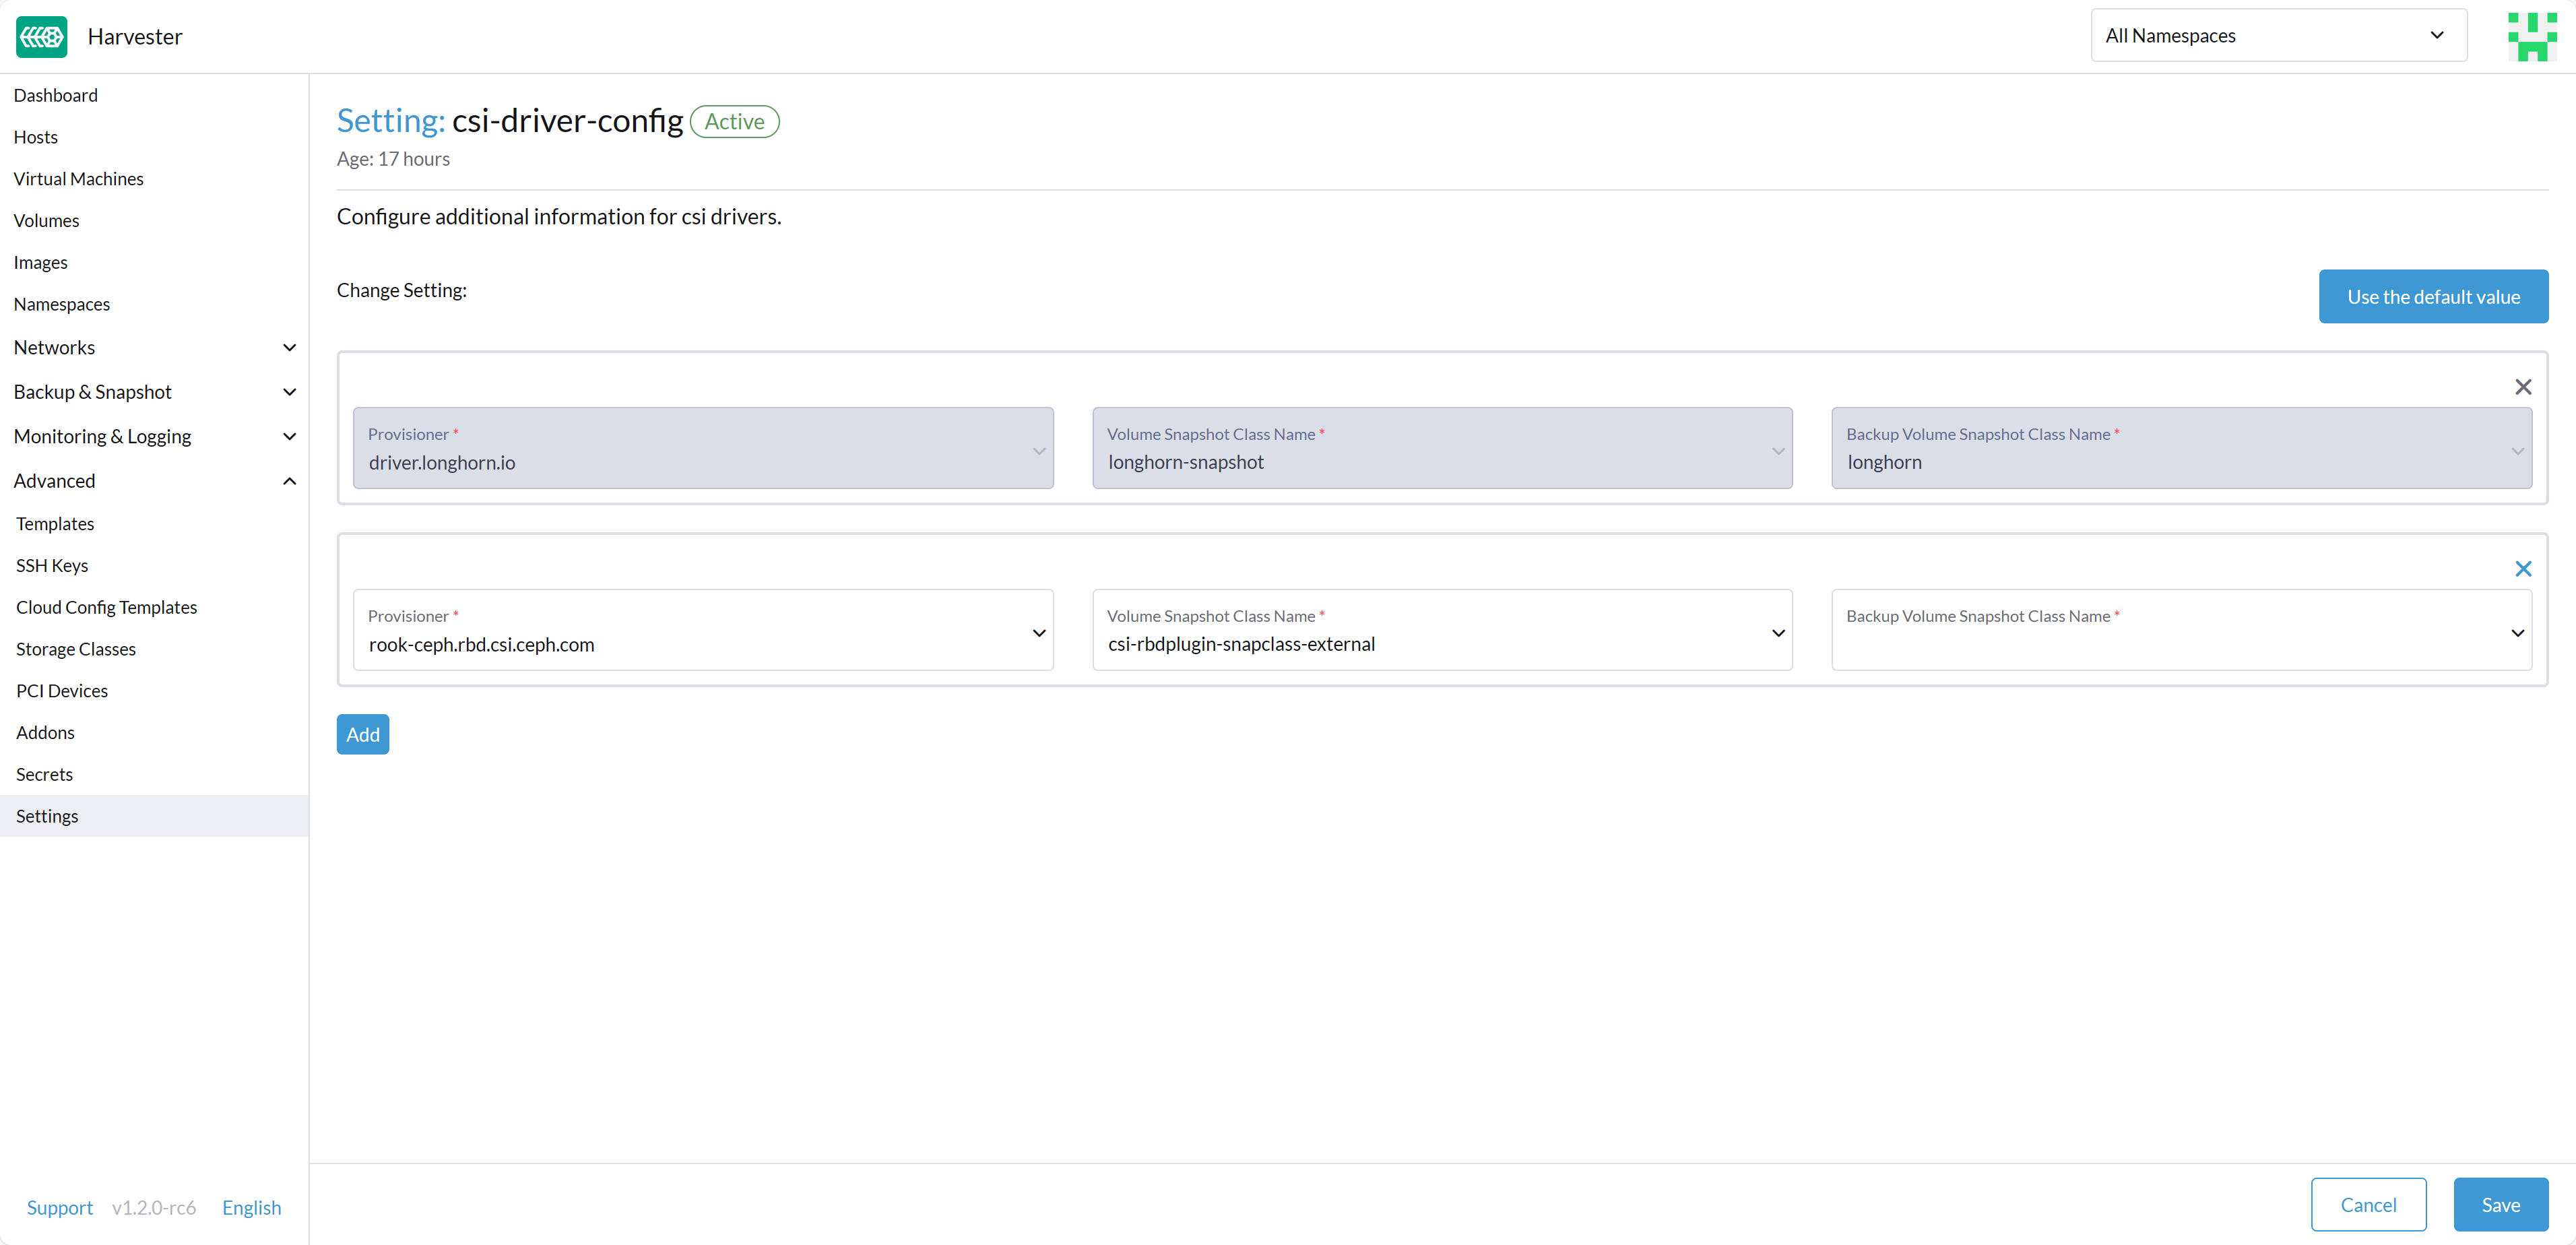 Harvester
All Namespaces
Dashboard
Hosts
Virtual Machines
Volumes
Images
Namespaces
Networks
Backup & Snapshot
Monitoring & Logging
Advanced
Templates
SSH Keys
Cloud Config Templates
Storage Classes
PCI Devices
Addons
Secrets
Settings
Support v1.2.0-rc6 English
Setting: csi-driver-config Active
Age: 17 hours
Configure additional information for csi drivers.
Change Setting:
Use the default value
Provisioner *
driver.longhorn.io
Volume Snapshot Class Name *
longhorn-snapshot
Backup Volume Snapshot Class Name *
longhorn
Provisioner *
rook-ceph.rbd.csi.ceph.com
Volume Snapshot Class Name *
csi-rbdplugin-snapclass-external
Backup Volume Snapshot Class Name *
Add
Cancel
Save